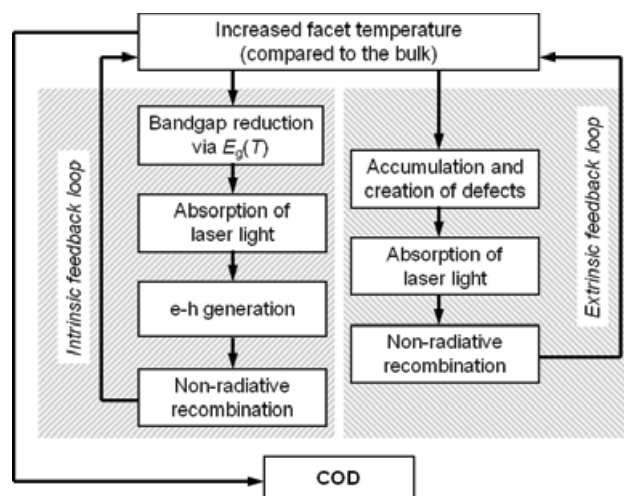 Increased facet temperature
(compared to the bulk)
Intrinsic feedback loop
Bandgap reduction
via Eg(T)
Absorption of
laser light
e-h generation
Non-radiative
recombination
Accumulation and
creation of defects
Absorption of
laser light
Non-radiative
recombination
Extrinsic feedback loop
COD